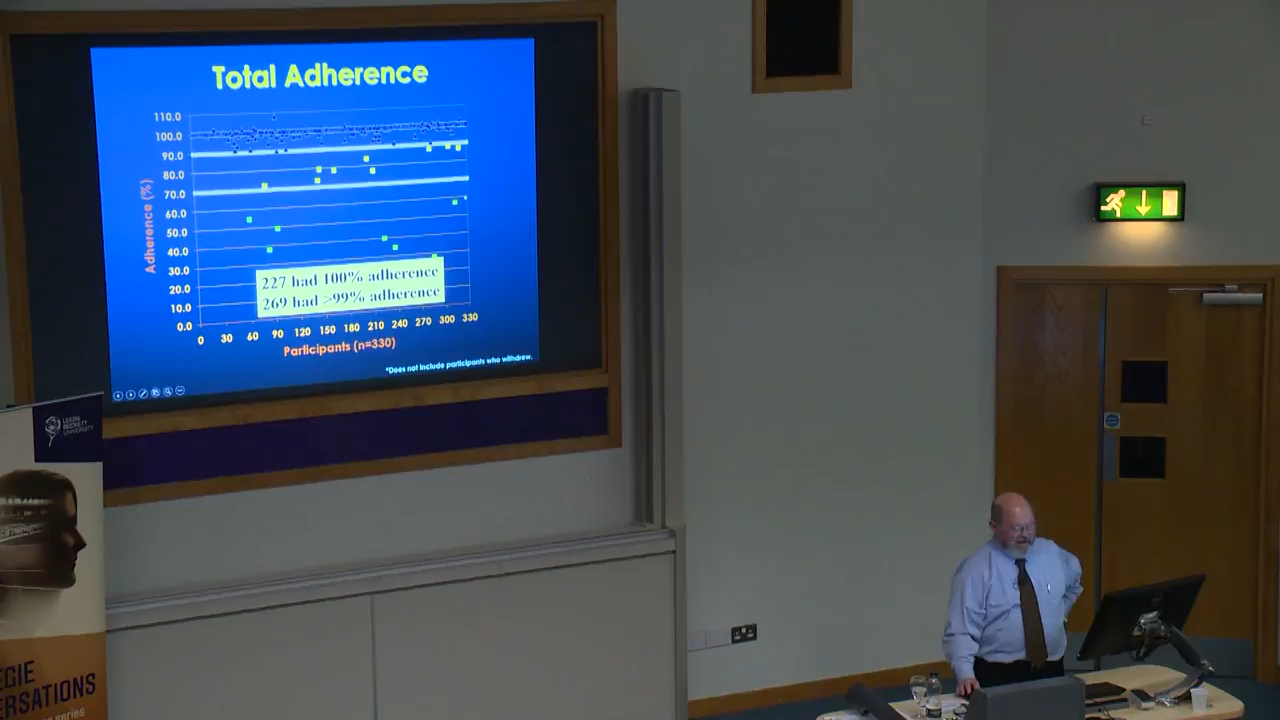 Total Adherence
110.0
100.0
90.0
80.0
70.0
60.0
50.0
40.0
30.0
20.0
10.0
0.0
Adherence (%)
227 had 100% adherence
269 had >99% adherence
0 30 60 90 120 150 180 210 240 270 300 330
Participants (n=330)
*Does not include participants who withdrew.
LEEDS
BECKETT
UNIVERSITY
EGIE
ERSATIONS
series